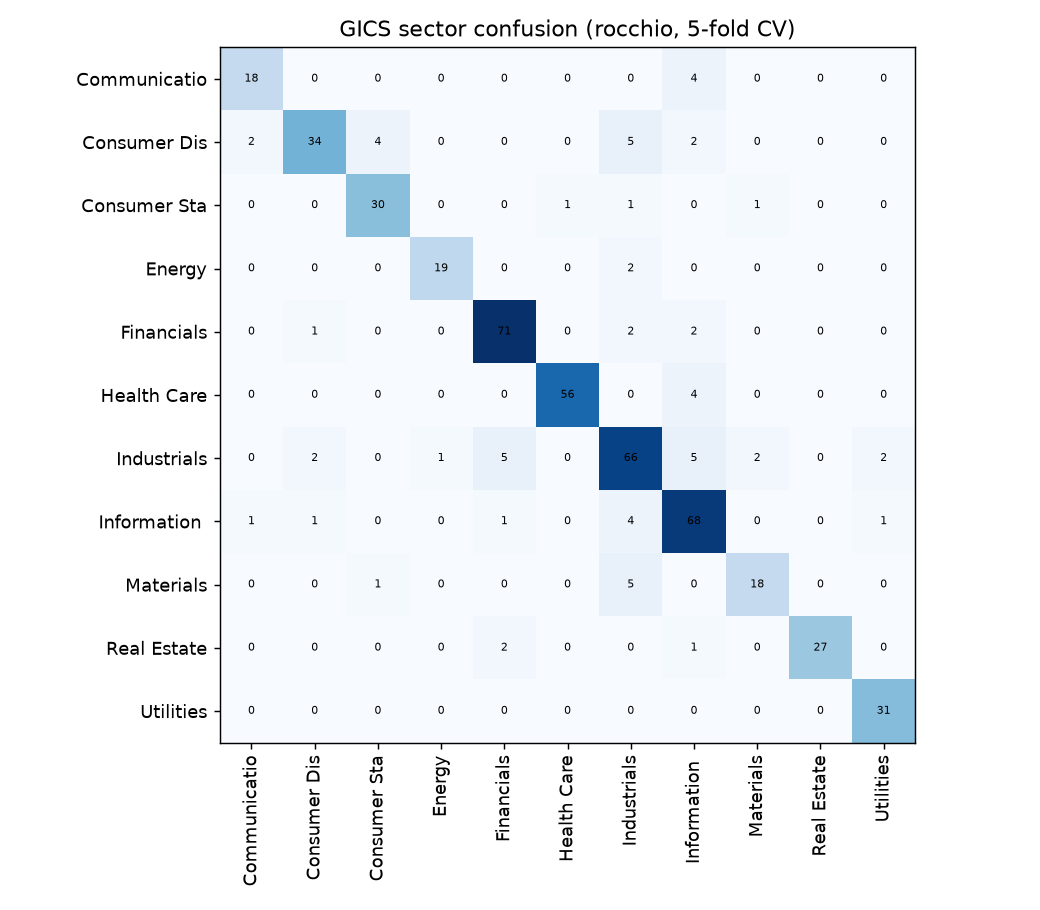 GICS sector confusion (rocchio, 5-fold CV)
Communicatio 18 0 0 0 0 0 0 4 0 0 0
Consumer Dis 2 34 4 0 0 0 5 2 0 0 0
Consumer Sta 0 0 30 0 0 1 1 0 1 0 0
Energy 0 0 0 19 0 0 2 0 0 0 0
Financials 0 1 0 0 71 0 2 2 0 0 0
Health Care 0 0 0 0 0 56 0 4 0 0 0
Industrials 0 2 0 1 5 0 66 5 2 0 2
Information 1 1 0 0 1 0 4 68 0 0 1
Materials 0 0 1 0 0 0 5 0 18 0 0
Real Estate 0 0 0 0 2 0 0 1 0 27 0
Utilities 0 0 0 0 0 0 0 0 0 0 31
Communicatio
Consumer Dis
Consumer Sta
Energy
Financials
Health Care
Industrials
Information
Materials
Real Estate
Utilities